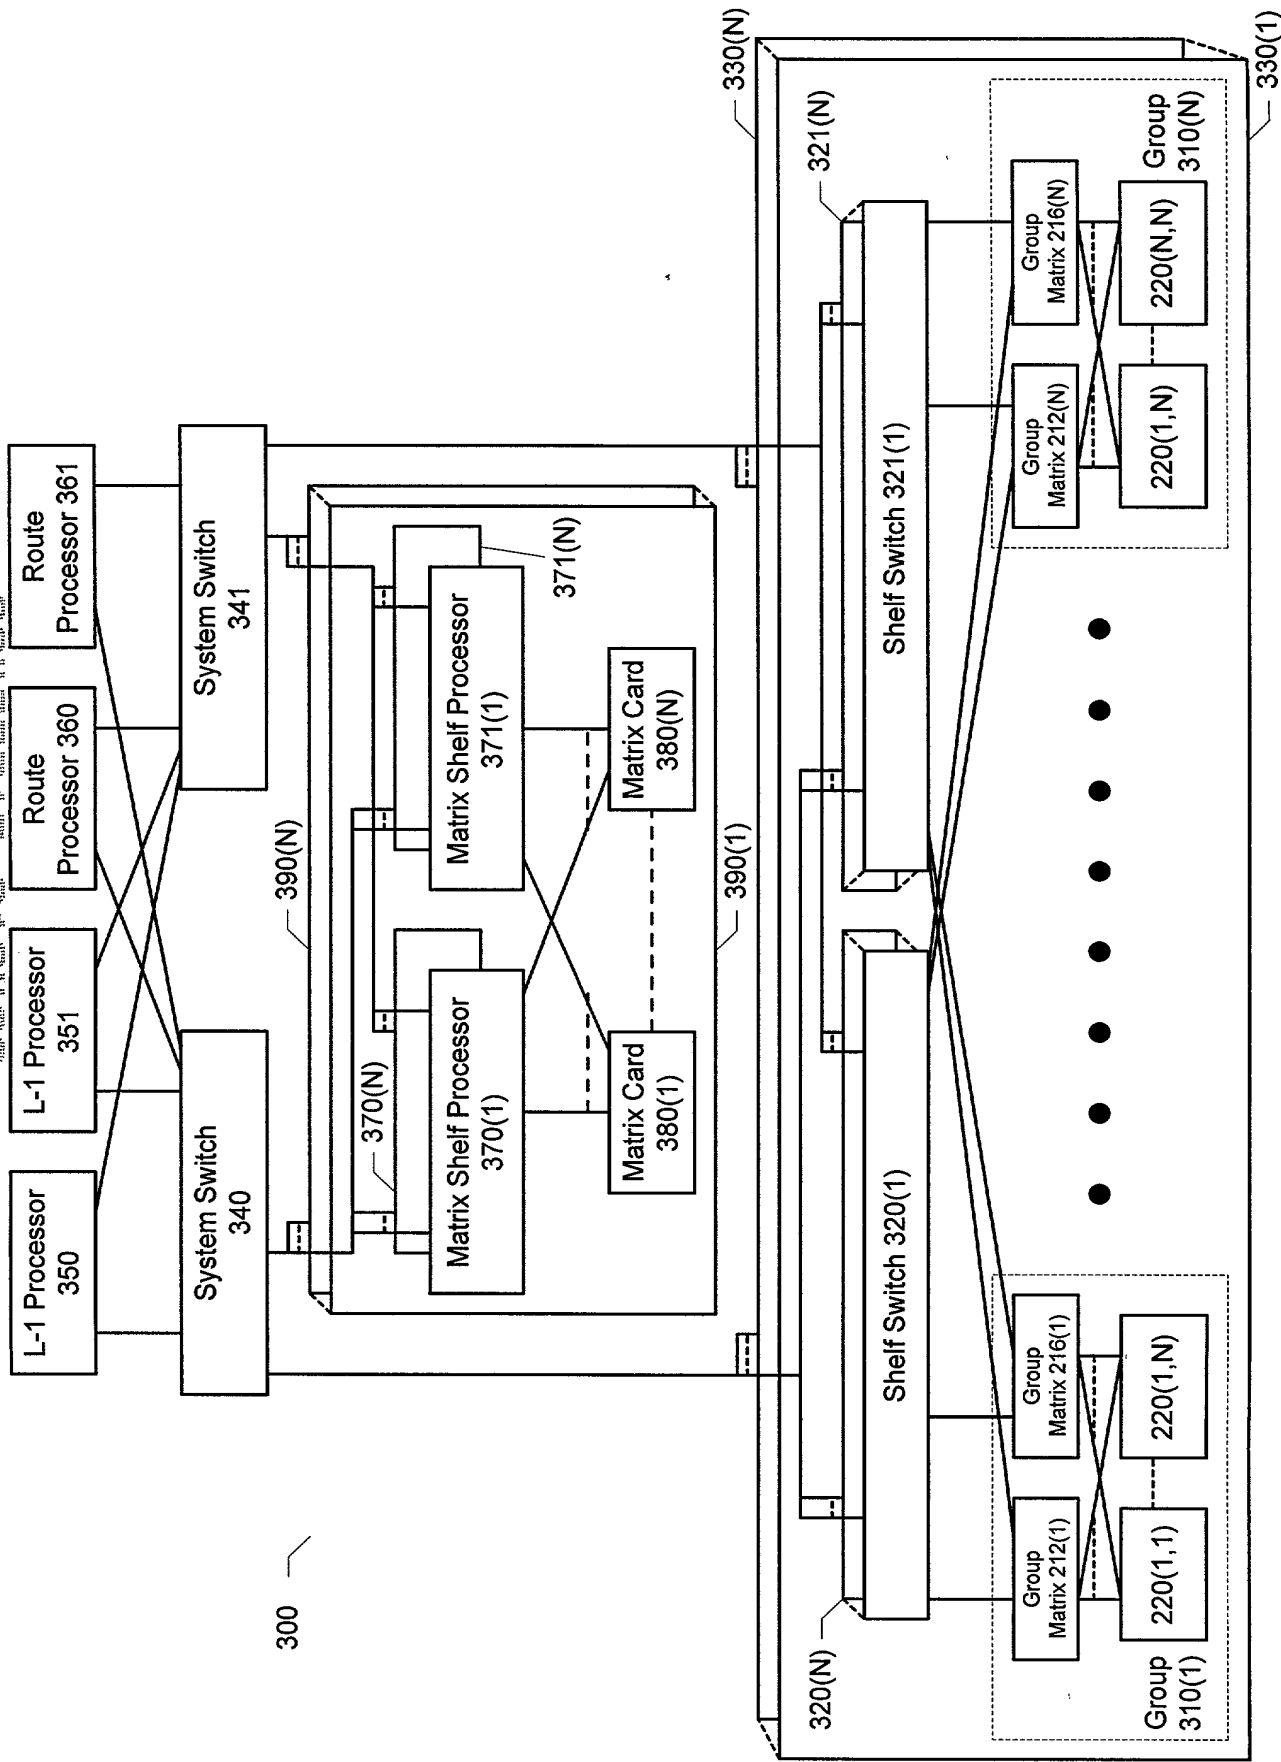 L-1 Processor
350
L-1 Processor
351
Route
Processor 360
Route
Processor 361
System Switch
340
System Switch
341
300
390(N)
370(N)
Matrix Shelf Processor
370(1)
Matrix Shelf Processor
371(1)
371(N)
Matrix Card
380(1)
Matrix Card
380(N)
390(1)
330(N)
320(N)
321(N)
Shelf Switch 320(1)
Shelf Switch 321(1)
Group
Matrix 212(1)
Group
Matrix 216(1)
Group
Matrix 212(N)
Group
Matrix 216(N)
220(1,1)
220(1,N)
220(1,N)
220(N,N)
Group
310(1)
Group
310(N)
330(1)